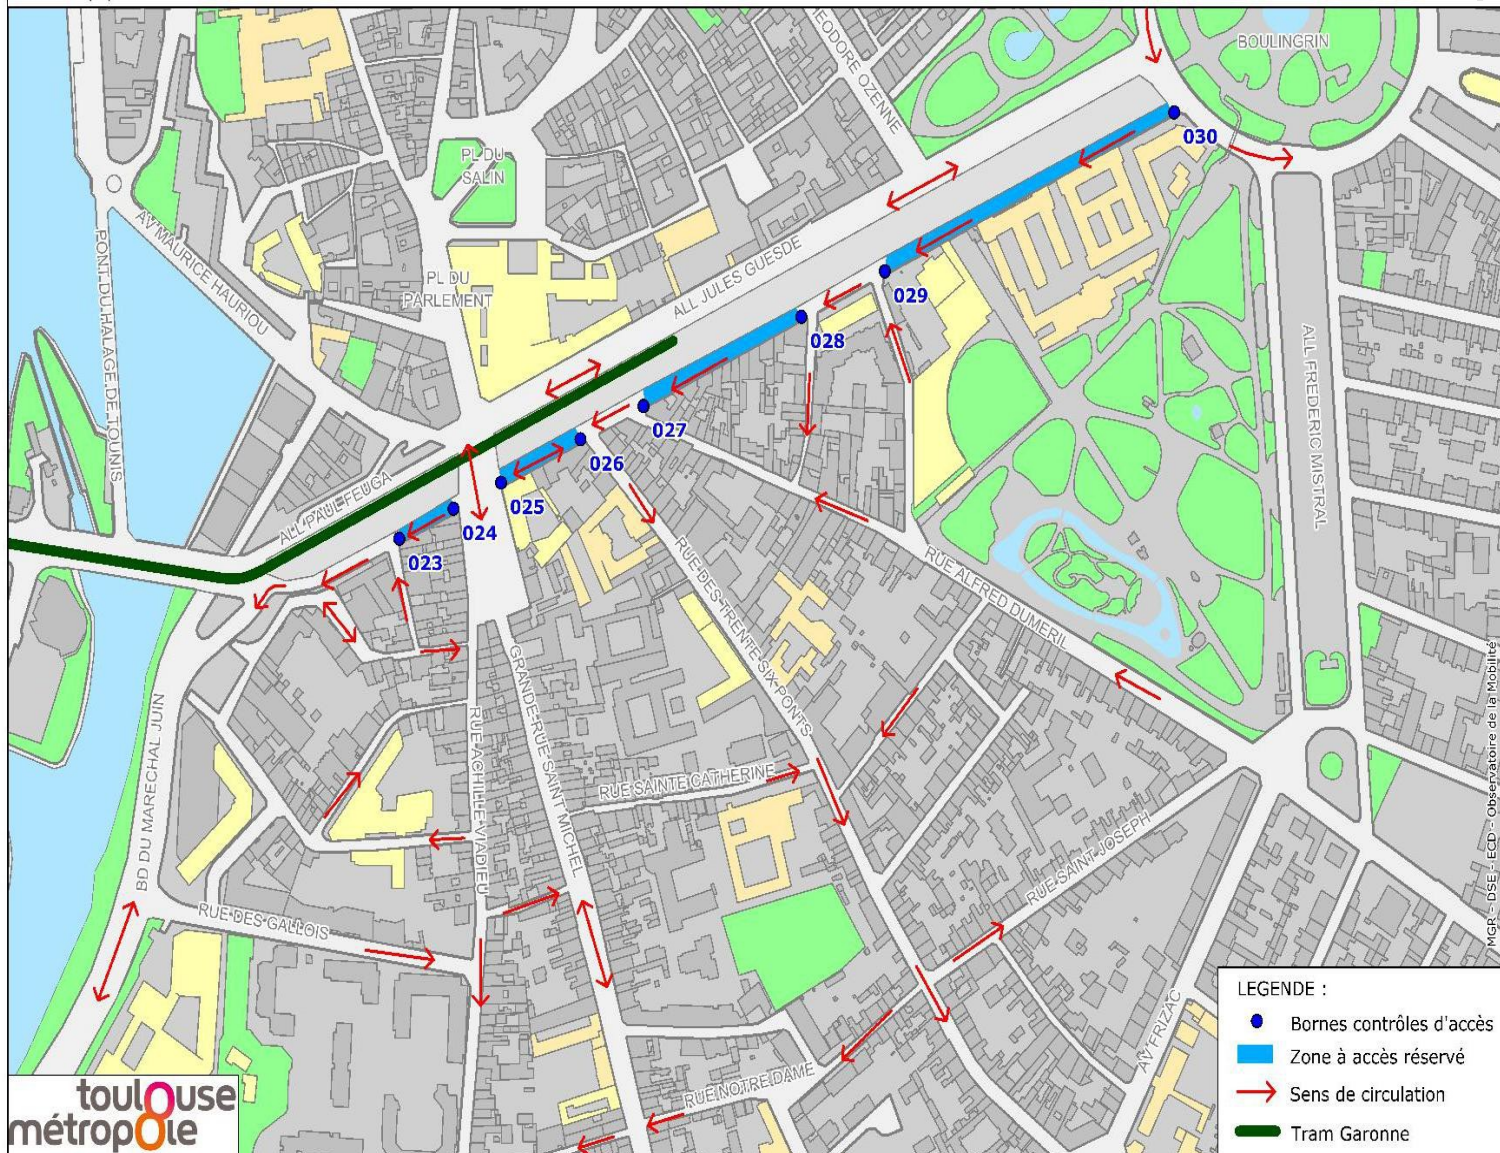 BOULINGRIN
EODORE OZENNE
030
PL DU
SALIN
AV MAURICE HAURIOU
PONT DU HALAGE DE TOUNIS
PL DU
PARLEMENT
ALL JULES GUESDE
029
028
027
026
025
024
023
ALL PAUL FEUGA
ALL FREDERIC MISTRAL
RUE ALFRED DUMERIL
RUE DES TRENTE SIX PONTS
GRANDE RUE SAINT MICHEL
RUE ACHILLE VIADIEU
BD DU MARECHAL JUIN
RUE SAINTE CATHERINE
RUE SAINT JOSEPH
RUE DES GALLOIS
RUE NOTRE DAME
AV FRIZAC
MGR - DSE - ECD - Observatoire de la Mobilité
LEGENDE :
Bornes contrôles d'accès
Zone à accès réservé
Sens de circulation
Tram Garonne
toulouse
métropole